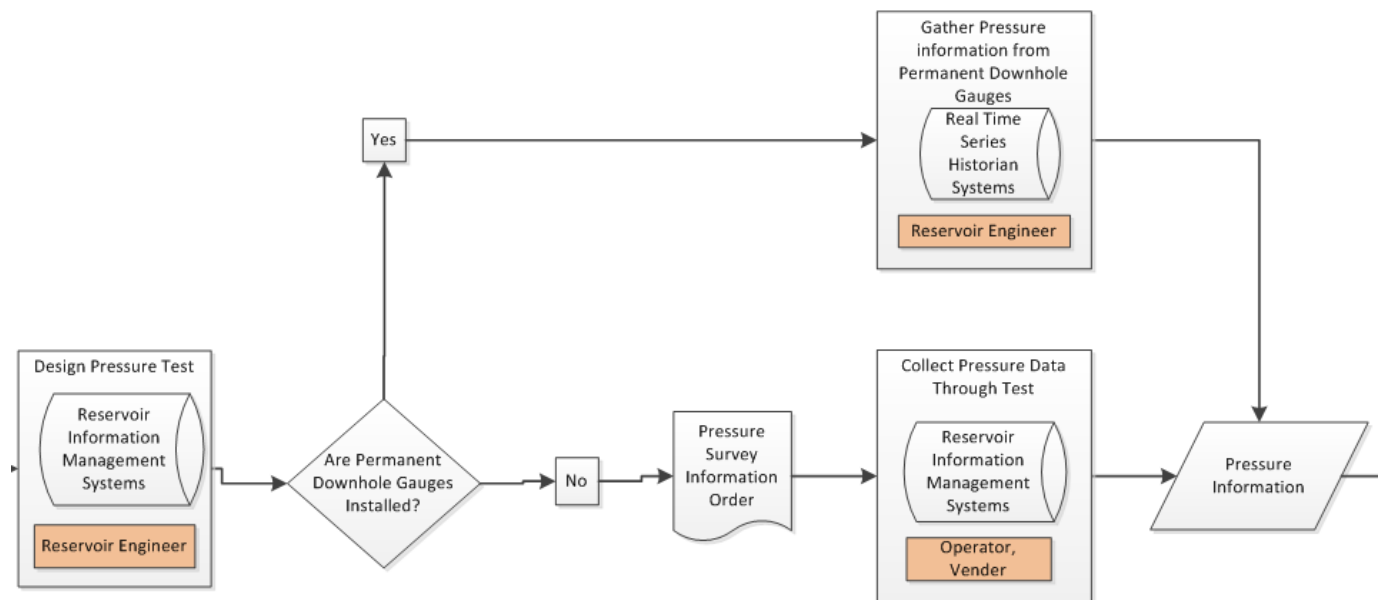 Design Pressure Test
Reservoir
Information
Management
Systems
Reservoir Engineer
Are Permanent
Downhole Gauges
Installed?
Yes
Gather Pressure
information from
Permanent Downhole
Gauges
Real Time
Series
Historian
Systems
Reservoir Engineer
No
Pressure
Survey
Information
Order
Collect Pressure Data
Through Test
Reservoir
Information
Management
Systems
Operator,
Vender
Pressure
Information